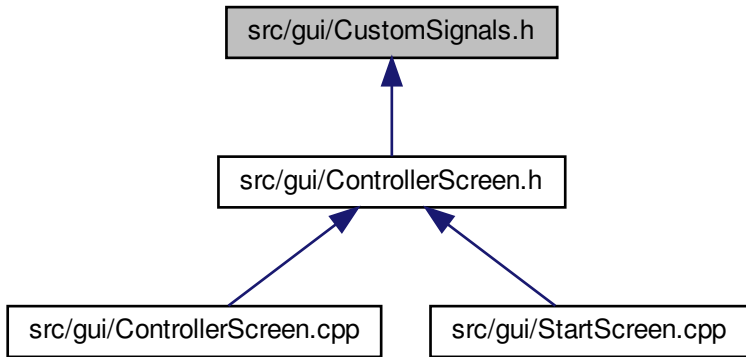 src/gui/CustomSignals.h
src/gui/ControllerScreen.h
src/gui/ControllerScreen.cpp
src/gui/StartScreen.cpp